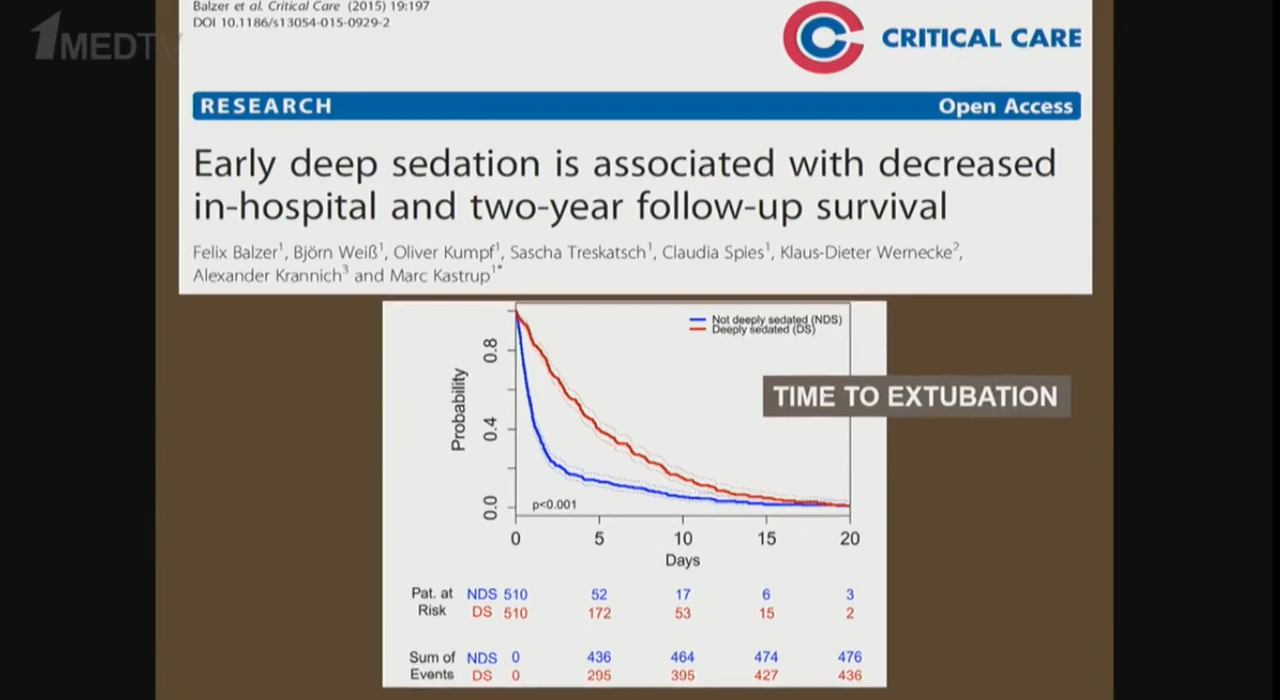 Balzer et al. Critical Care (2015) 19:197
DOI 10.1186/s13054-015-0929-2
1MEDTV
CRITICAL CARE
RESEARCH Open Access
Early deep sedation is associated with decreased
in-hospital and two-year follow-up survival
Felix Balzer1, Björn Weiß1, Oliver Kumpf1, Sascha Treskatsch1, Claudia Spies1, Klaus-Dieter Wernecke2,
Alexander Krannich3 and Marc Kastrup1*
Not deeply sedated (NDS)
Deeply sedated (DS)
TIME TO EXTUBATION
Probability
0.8
0.4
0.0
p<0.001
0 5 10 15 20
Days
Pat. at NDS 510 52 17 6 3
Risk DS 510 172 53 15 2
Sum of NDS 0 436 464 474 476
Events DS 0 295 395 427 436